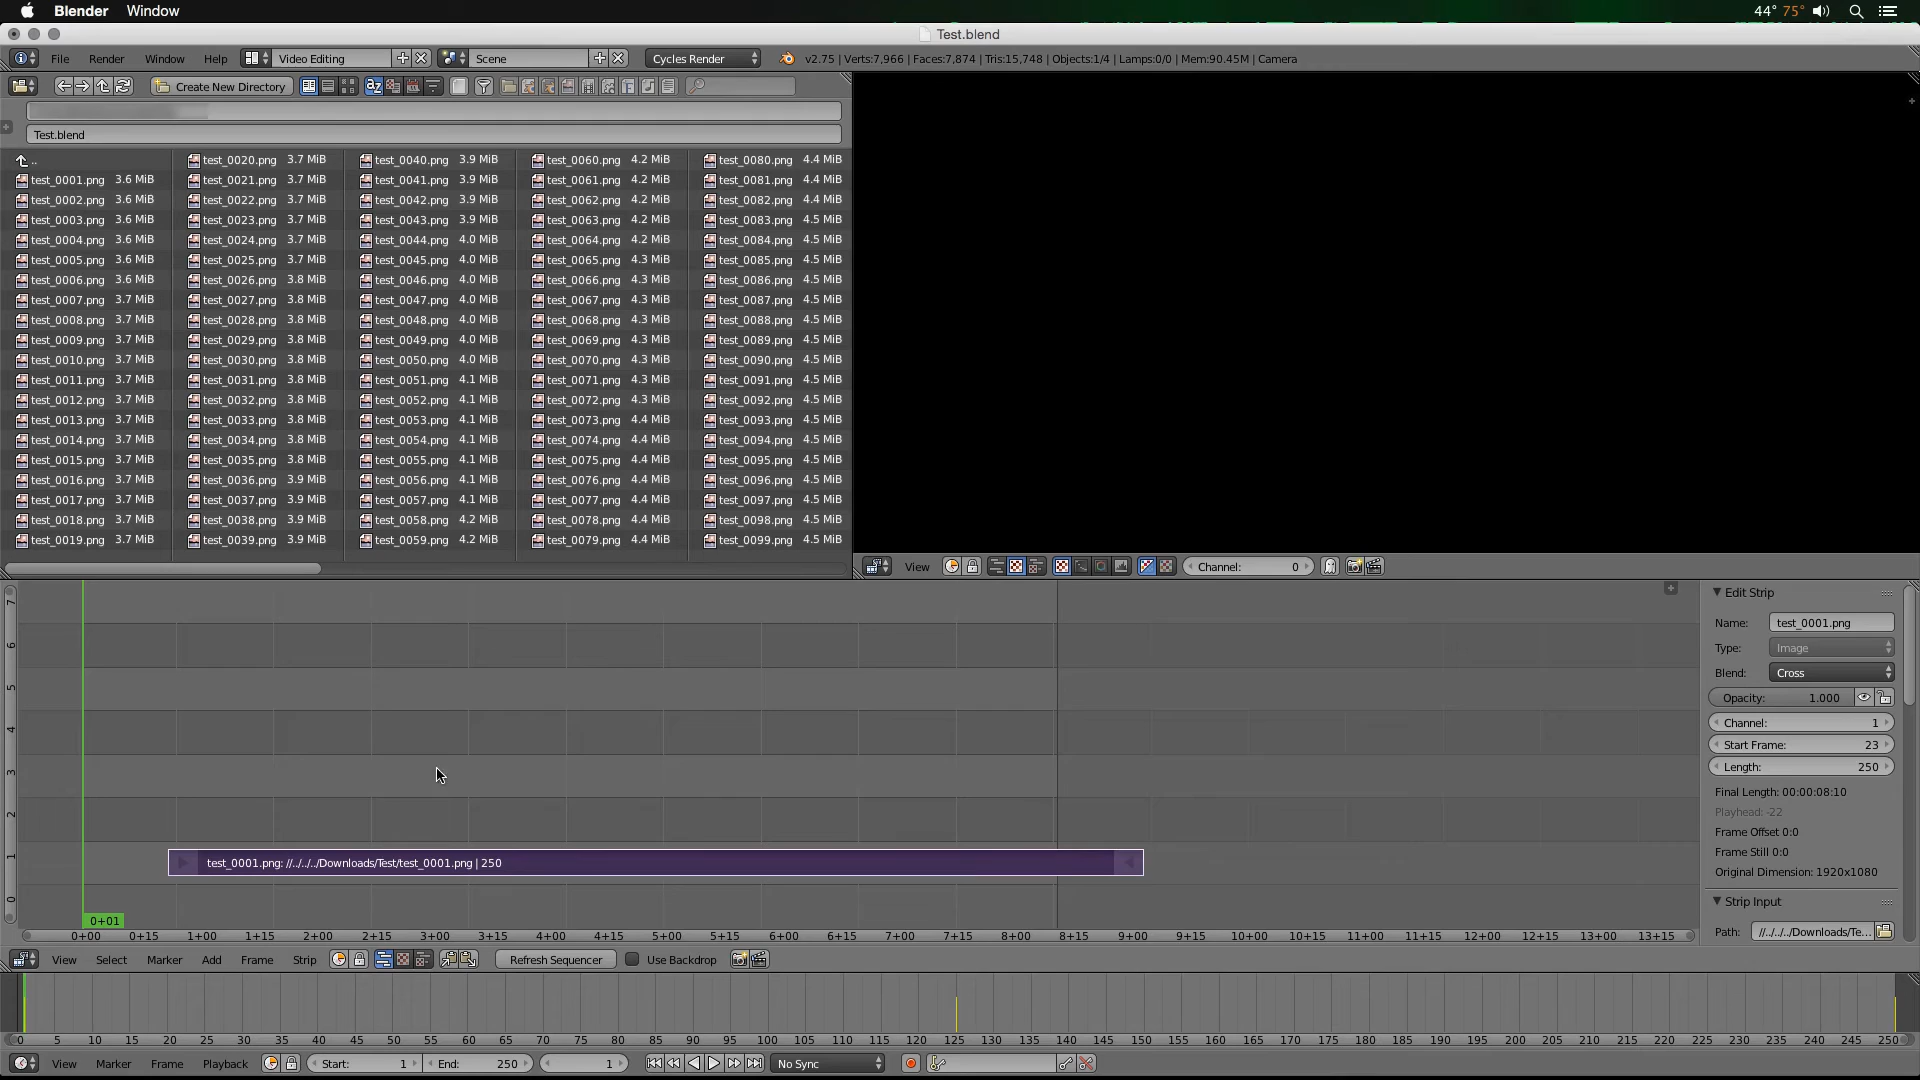 Blender Window 44° 75°
Test.blend
File Render Window Help Video Editing Scene Cycles Render v2.75 | Verts:7,966 | Faces:7,874 | Tris:15,748 | Objects:1/4 | Lamps:0/0 | Mem:90.45M | Camera
Create New Directory
Test.blend
.. test_0020.png 3.7 MiB test_0040.png 3.9 MiB test_0060.png 4.2 MiB test_0080.png 4.4 MiB
test_0001.png 3.6 MiB test_0021.png 3.7 MiB test_0041.png 3.9 MiB test_0061.png 4.2 MiB test_0081.png 4.4 MiB
test_0002.png 3.6 MiB test_0022.png 3.7 MiB test_0042.png 3.9 MiB test_0062.png 4.2 MiB test_0082.png 4.4 MiB
test_0003.png 3.6 MiB test_0023.png 3.7 MiB test_0043.png 3.9 MiB test_0063.png 4.2 MiB test_0083.png 4.5 MiB
test_0004.png 3.6 MiB test_0024.png 3.7 MiB test_0044.png 4.0 MiB test_0064.png 4.2 MiB test_0084.png 4.5 MiB
test_0005.png 3.6 MiB test_0025.png 3.7 MiB test_0045.png 4.0 MiB test_0065.png 4.3 MiB test_0085.png 4.5 MiB
test_0006.png 3.6 MiB test_0026.png 3.8 MiB test_0046.png 4.0 MiB test_0066.png 4.3 MiB test_0086.png 4.5 MiB
test_0007.png 3.7 MiB test_0027.png 3.8 MiB test_0047.png 4.0 MiB test_0067.png 4.3 MiB test_0087.png 4.5 MiB
test_0008.png 3.7 MiB test_0028.png 3.8 MiB test_0048.png 4.0 MiB test_0068.png 4.3 MiB test_0088.png 4.5 MiB
test_0009.png 3.7 MiB test_0029.png 3.8 MiB test_0049.png 4.0 MiB test_0069.png 4.3 MiB test_0089.png 4.5 MiB
test_0010.png 3.7 MiB test_0030.png 3.8 MiB test_0050.png 4.0 MiB test_0070.png 4.3 MiB test_0090.png 4.5 MiB
test_0011.png 3.7 MiB test_0031.png 3.8 MiB test_0051.png 4.1 MiB test_0071.png 4.3 MiB test_0091.png 4.5 MiB
test_0012.png 3.7 MiB test_0032.png 3.8 MiB test_0052.png 4.1 MiB test_0072.png 4.3 MiB test_0092.png 4.5 MiB
test_0013.png 3.7 MiB test_0033.png 3.8 MiB test_0053.png 4.1 MiB test_0073.png 4.4 MiB test_0093.png 4.5 MiB
test_0014.png 3.7 MiB test_0034.png 3.8 MiB test_0054.png 4.1 MiB test_0074.png 4.4 MiB test_0094.png 4.5 MiB
test_0015.png 3.7 MiB test_0035.png 3.8 MiB test_0055.png 4.1 MiB test_0075.png 4.4 MiB test_0095.png 4.5 MiB
test_0016.png 3.7 MiB test_0036.png 3.9 MiB test_0056.png 4.1 MiB test_0076.png 4.4 MiB test_0096.png 4.5 MiB
test_0017.png 3.7 MiB test_0037.png 3.9 MiB test_0057.png 4.1 MiB test_0077.png 4.4 MiB test_0097.png 4.5 MiB
test_0018.png 3.7 MiB test_0038.png 3.9 MiB test_0058.png 4.2 MiB test_0078.png 4.4 MiB test_0098.png 4.5 MiB
test_0019.png 3.7 MiB test_0039.png 3.9 MiB test_0059.png 4.2 MiB test_0079.png 4.4 MiB test_0099.png 4.5 MiB
View Channel: 0
7
6
5
4
3
2
1
0
test_0001.png: //../../../Downloads/Test/test_0001.png | 250
0+01
0+00 0+15 1+00 1+15 2+00 2+15 3+00 3+15 4+00 4+15 5+00 5+15 6+00 6+15 7+00 7+15 8+00 8+15 9+00 9+15 10+00 10+15 11+00 11+15 12+00 12+15 13+00 13+15
Edit Strip
Name: test_0001.png
Type: Image
Blend: Cross
Opacity: 1.000
Channel: 1
Start Frame: 23
Length: 250
Final Length: 00:00:08:10
Playhead: -22
Frame Offset 0:0
Frame Still 0:0
Original Dimension: 1920x1080
Strip Input
Path: //../../../Downloads/Te...
View Select Marker Add Frame Strip Refresh Sequencer Use Backdrop
0 5 10 15 20 25 30 35 40 45 50 55 60 65 70 75 80 85 90 95 100 105 110 115 120 125 130 135 140 145 150 155 160 165 170 175 180 185 190 195 200 205 210 215 220 225 230 235 240 245 250
View Marker Frame Playback Start: 1 End: 250 1 No Sync